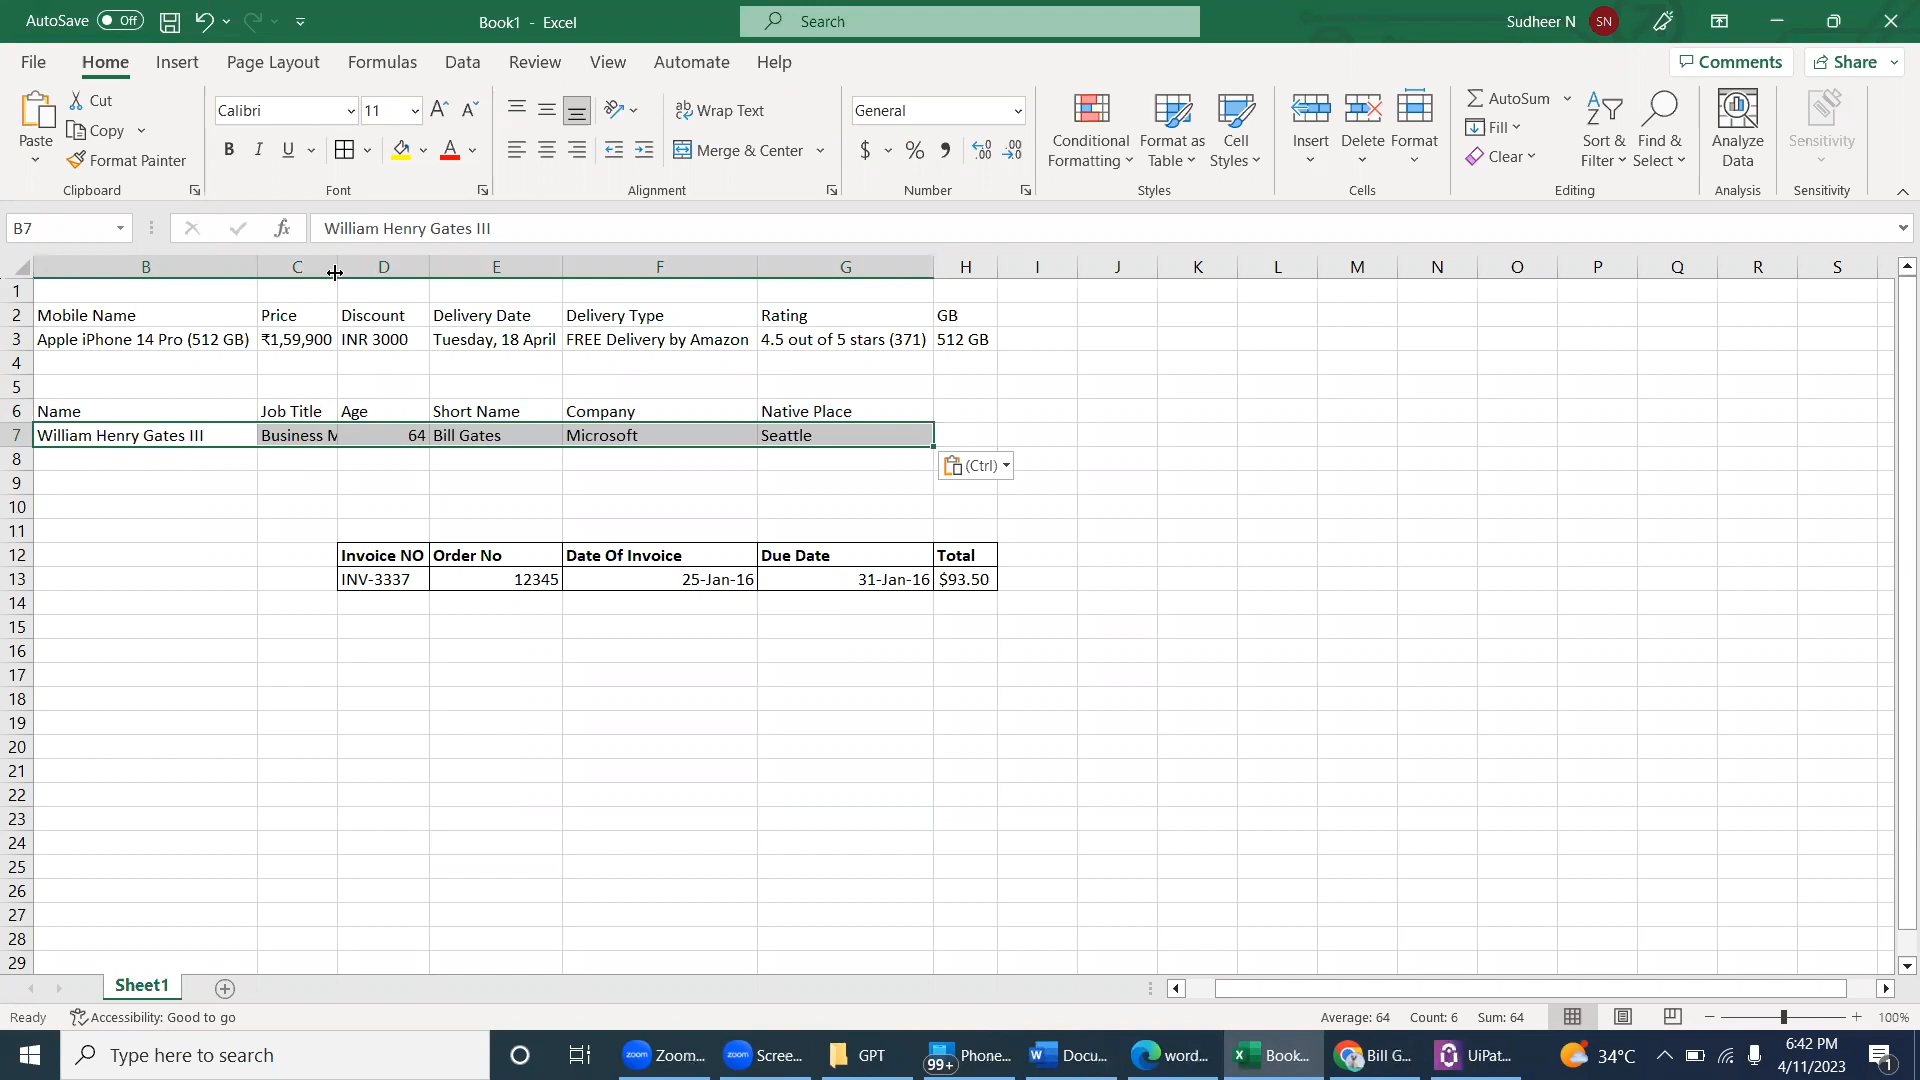 AutoSave Off Book1 - Excel Search Sudheer N SN
File Home Insert Page Layout Formulas Data Review View Automate Help Comments Share
Paste Cut Copy Format Painter Clipboard
Calibri 11 B I U A Font
Wrap Text Merge & Center Alignment
General $ % Number
Conditional Formatting Format as Table Cell Styles Styles
Insert Delete Format Cells
AutoSum Fill Clear Sort & Filter Find & Select Editing
Analyze Data Analysis
Sensitivity Sensitivity
B7 fx William Henry Gates III
B C D E F G H I J K L M N O P Q R S
1
2 Mobile Name Price Discount Delivery Date Delivery Type Rating GB
3 Apple iPhone 14 Pro (512 GB) ₹1,59,900 INR 3000 Tuesday, 18 April FREE Delivery by Amazon 4.5 out of 5 stars (371) 512 GB
4
5
6 Name Job Title Age Short Name Company Native Place
7 William Henry Gates III Business M 64 Bill Gates Microsoft Seattle
8 (Ctrl)
9
10
11
12 Invoice NO Order No Date Of Invoice Due Date Total
13 INV-3337 12345 25-Jan-16 31-Jan-16 $93.50
14
15
16
17
18
19
20
21
22
23
24
25
26
27
28
29
Sheet1
Ready Accessibility: Good to go Average: 64 Count: 6 Sum: 64 100%
Type here to search zoom Zoom... zoom Scree... GPT 99+ Phone... Docu... word... Book... Bill G... UiPat... 34°C 6:42 PM
4/11/2023 1